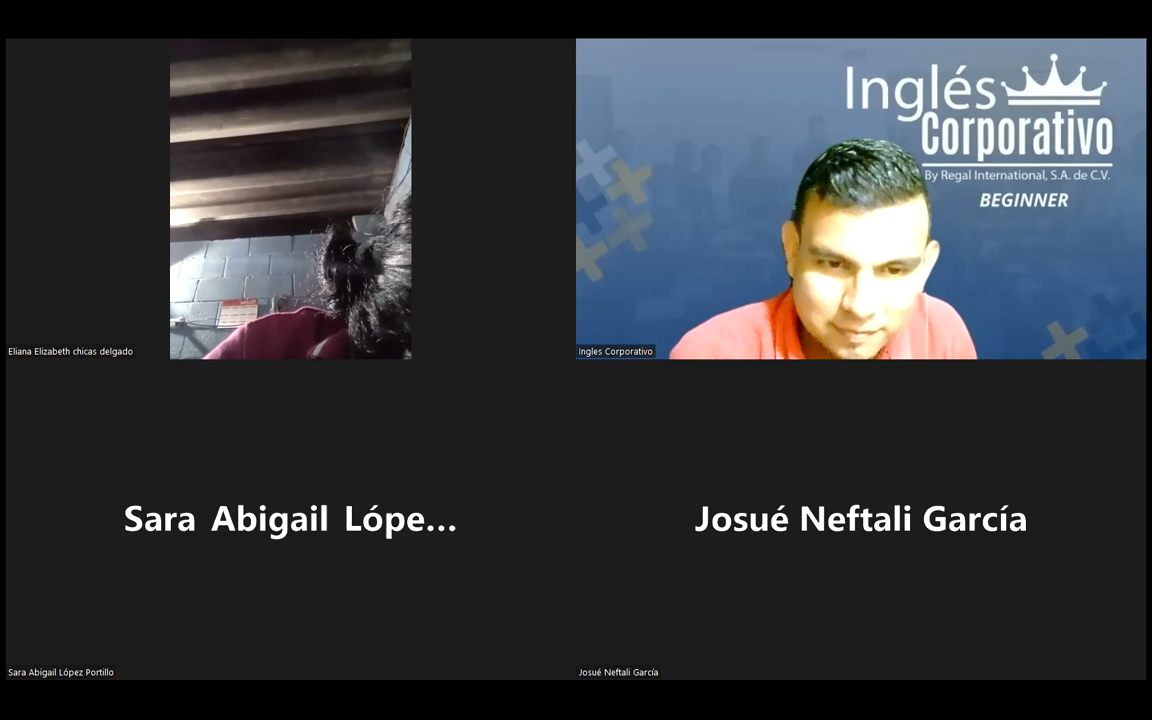 Inglés
Corporativo
By Regal International, S.A. de C.V.
BEGINNER
Eliana Elizabeth chicas delgado
Ingles Corporativo
Sara Abigail Lópe...
Josué Neftali García
Sara Abigail López Portillo
Josué Neftali García